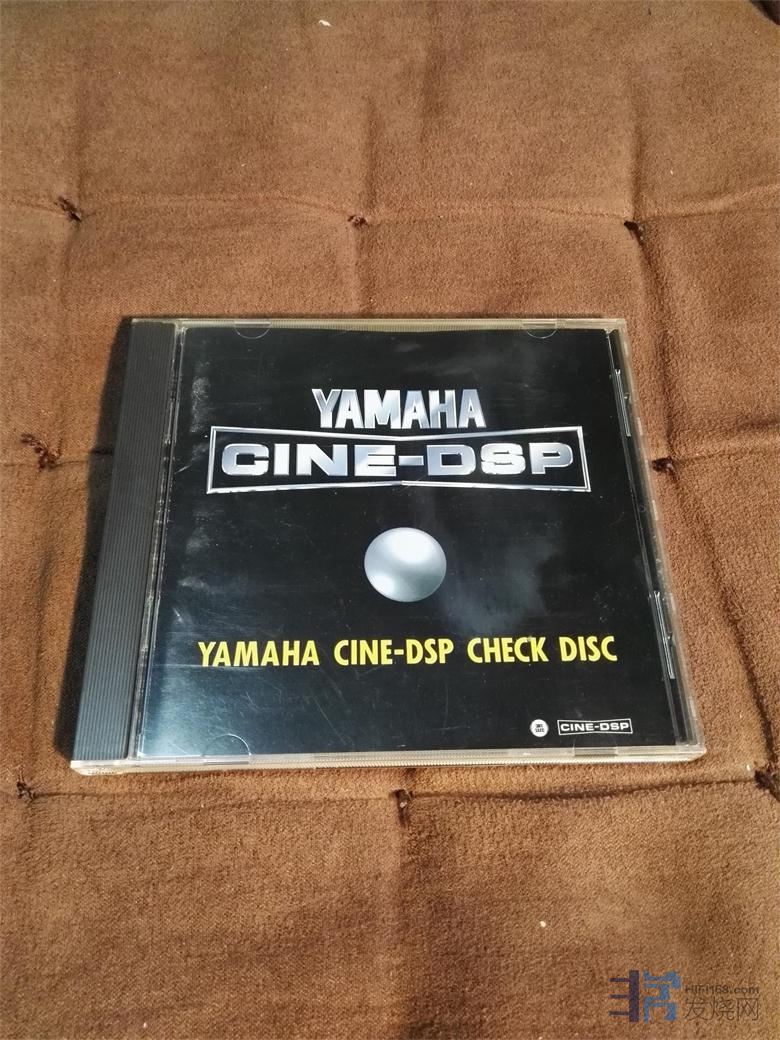 YAMAHA
CINE-DSP
YAMAHA CINE-DSP CHECK DISC
CINE-DSP
HIFI168.com
发烧网